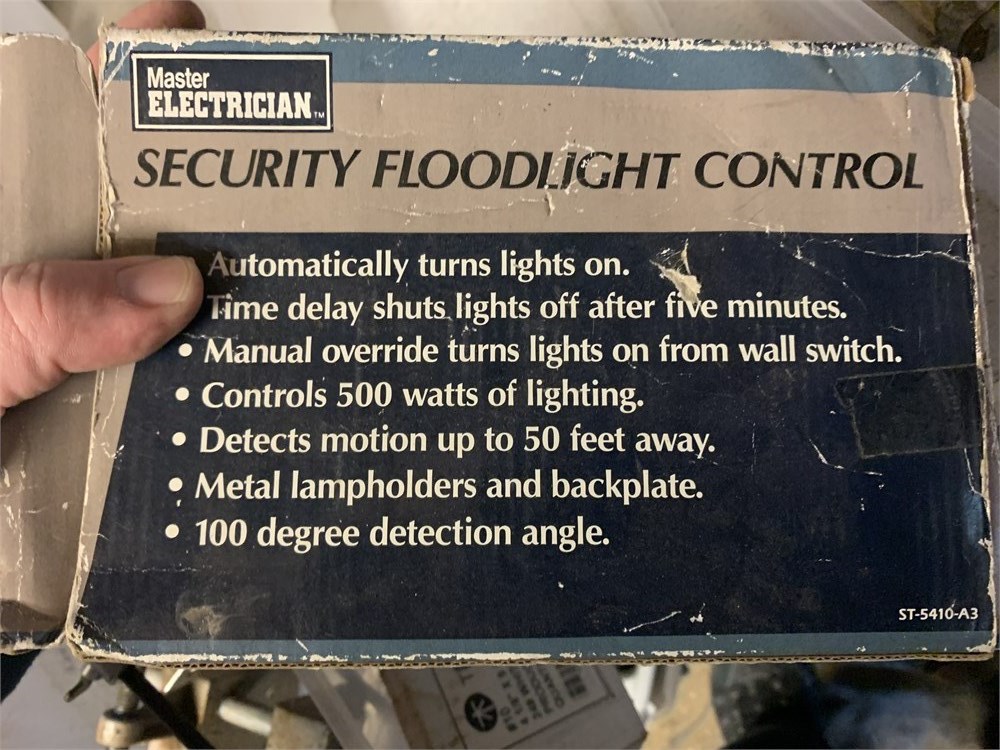 Master
ELECTRICIAN™
SECURITY FLOODLIGHT CONTROL
Automatically turns lights on.
Time delay shuts lights off after five minutes.
• Manual override turns lights on from wall switch.
• Controls 500 watts of lighting.
• Detects motion up to 50 feet away.
• Metal lampholders and backplate.
• 100 degree detection angle.
ST-5410-A3